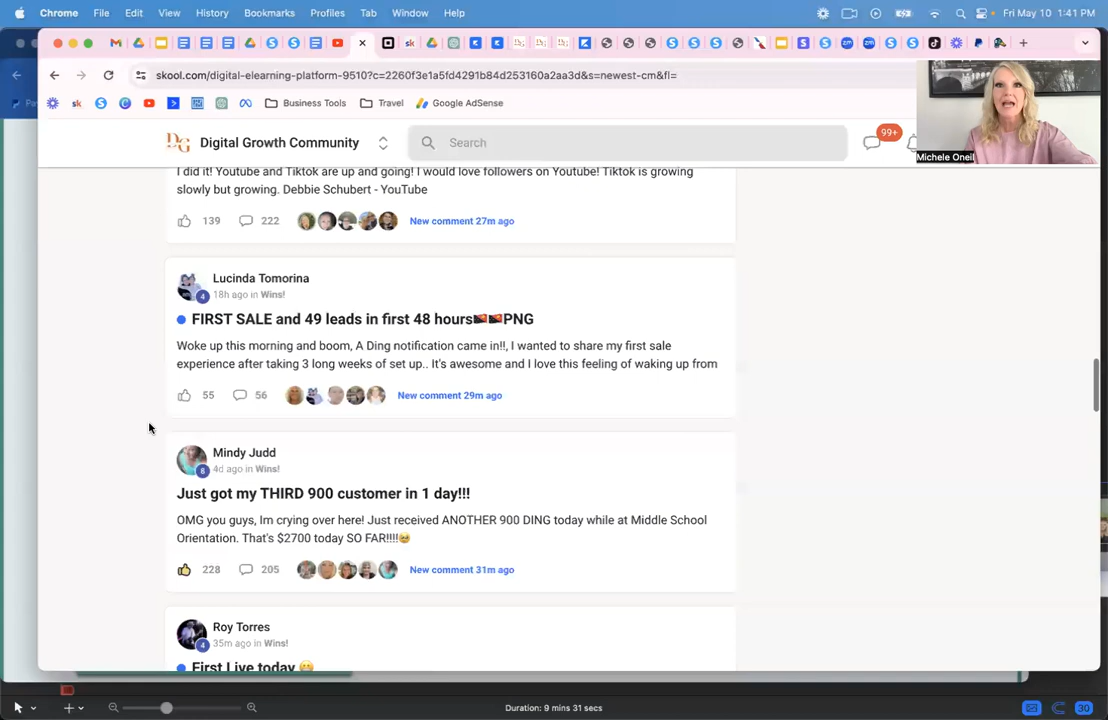 Chrome File Edit View History Bookmarks Profiles Tab Window Help Fri May 10 1:41 PM
skool.com/digital-elearning-platform-9510?c=2260f3e1a5fd4291b84d253160a2aa3d&s=newest-cm&fl=
Business Tools Travel Google AdSense
Digital Growth Community Search 99+
Michele Oneil
I did it! Youtube and Tiktok are up and going! I would love followers on Youtube! Tiktok is growing
slowly but growing. Debbie Schubert - YouTube
139 222 New comment 27m ago
Lucinda Tomorina
4 18h ago in Wins!
FIRST SALE and 49 leads in first 48 hours🇵🇬🇵🇬PNG
Woke up this morning and boom, A Ding notification came in!!, I wanted to share my first sale
experience after taking 3 long weeks of set up.. It's awesome and I love this feeling of waking up from
55 56 New comment 29m ago
Mindy Judd
6 4d ago in Wins!
Just got my THIRD 900 customer in 1 day!!!
OMG you guys, Im crying over here! Just received ANOTHER 900 DING today while at Middle School
Orientation. That's $2700 today SO FAR!!!!🥹
228 205 New comment 31m ago
Roy Torres
4 35m ago in Wins!
First Live today 😁
Duration: 9 mins 31 secs 30